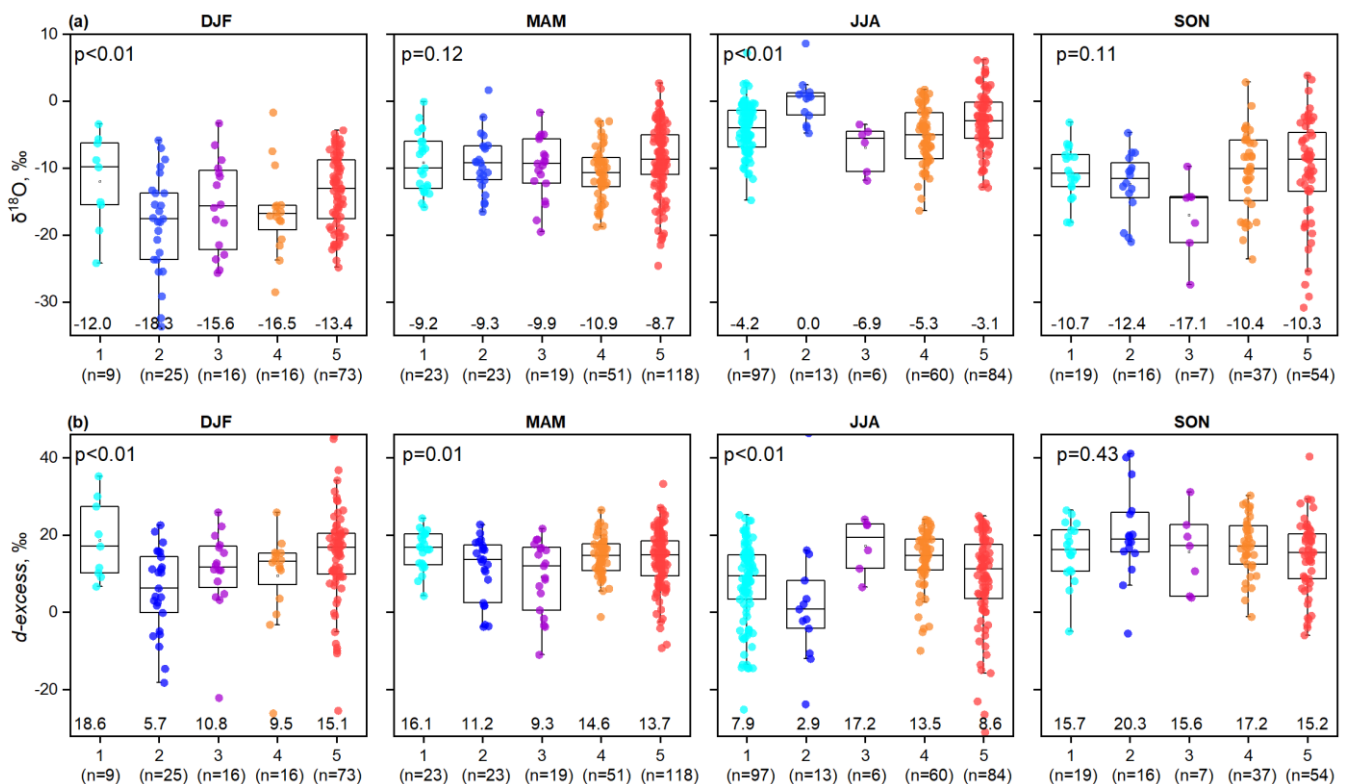 (a) DJF MAM JJA SON
10 0 -10 -20 -30
δ¹⁸O, ‰
p<0.01 p=0.12 p<0.01 p=0.11
-12.0 -18.3 -15.6 -16.5 -13.4 -9.2 -9.3 -9.9 -10.9 -8.7 -4.2 0.0 -6.9 -5.3 -3.1 -10.7 -12.4 -17.1 -10.4 -10.3
1 2 3 4 5 1 2 3 4 5 1 2 3 4 5 1 2 3 4 5
(n=9) (n=25) (n=16) (n=16) (n=73) (n=23) (n=23) (n=19) (n=51) (n=118) (n=97) (n=13) (n=6) (n=60) (n=84) (n=19) (n=16) (n=7) (n=37) (n=54)
(b) DJF MAM JJA SON
40 20 0 -20
d-excess, ‰
p<0.01 p=0.01 p<0.01 p=0.43
18.6 5.7 10.8 9.5 15.1 16.1 11.2 9.3 14.6 13.7 7.9 2.9 17.2 13.5 8.6 15.7 20.3 15.6 17.2 15.2
1 2 3 4 5 1 2 3 4 5 1 2 3 4 5 1 2 3 4 5
(n=9) (n=25) (n=16) (n=16) (n=73) (n=23) (n=23) (n=19) (n=51) (n=118) (n=97) (n=13) (n=6) (n=60) (n=84) (n=19) (n=16) (n=7) (n=37) (n=54)